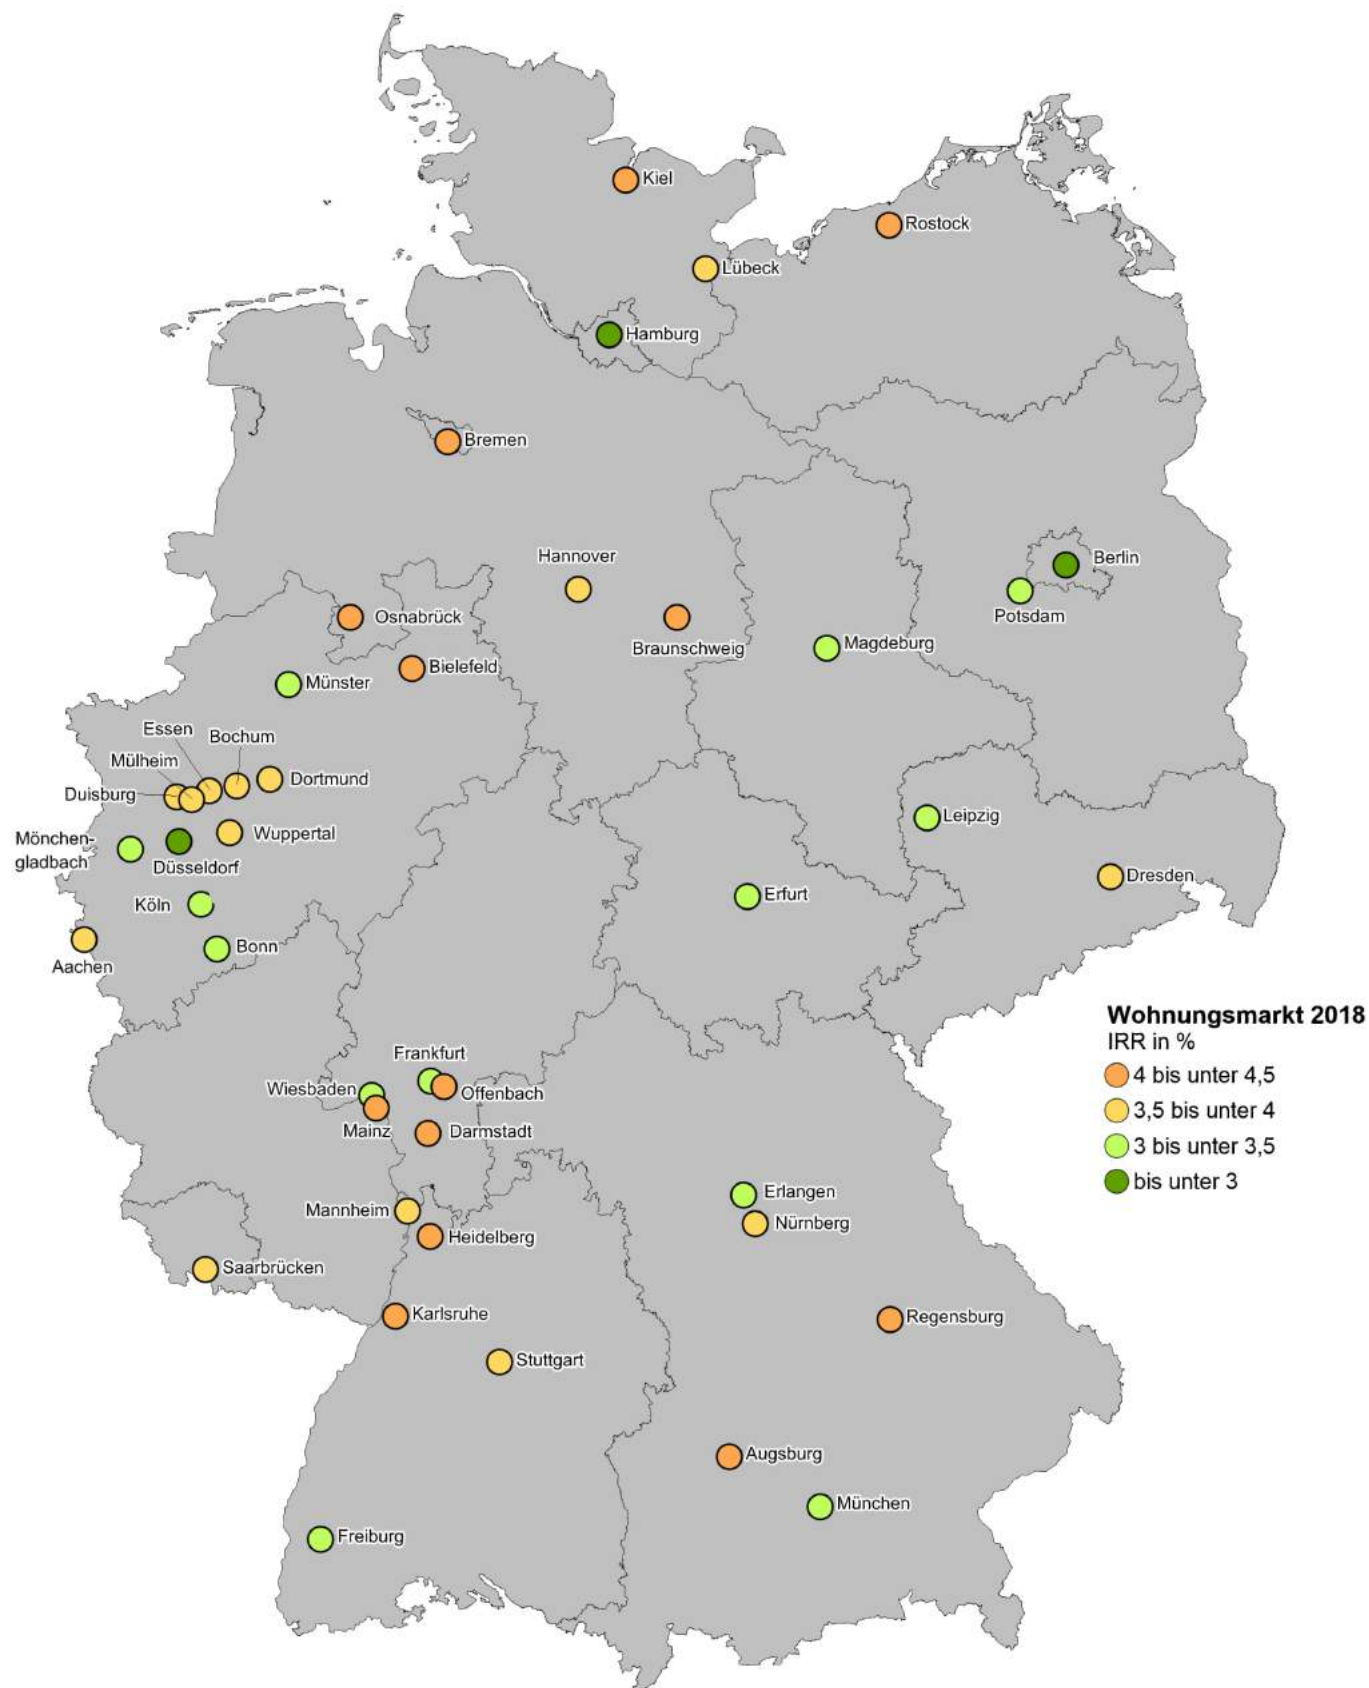 Kiel
Rostock
Lübeck
Hamburg
Bremen
Hannover
Berlin
Osnabrück
Potsdam
Braunschweig
Magdeburg
Bielefeld
Münster
Essen
Bochum
Mülheim
Dortmund
Duisburg
Leipzig
Wuppertal
Mönchen-
gladbach
Düsseldorf
Dresden
Erfurt
Köln
Bonn
Aachen
Wohnungsmarkt 2018
IRR in %
4 bis unter 4,5
3,5 bis unter 4
3 bis unter 3,5
bis unter 3
Frankfurt
Wiesbaden
Offenbach
Mainz
Darmstadt
Erlangen
Mannheim
Nürnberg
Heidelberg
Saarbrücken
Karlsruhe
Regensburg
Stuttgart
Augsburg
München
Freiburg